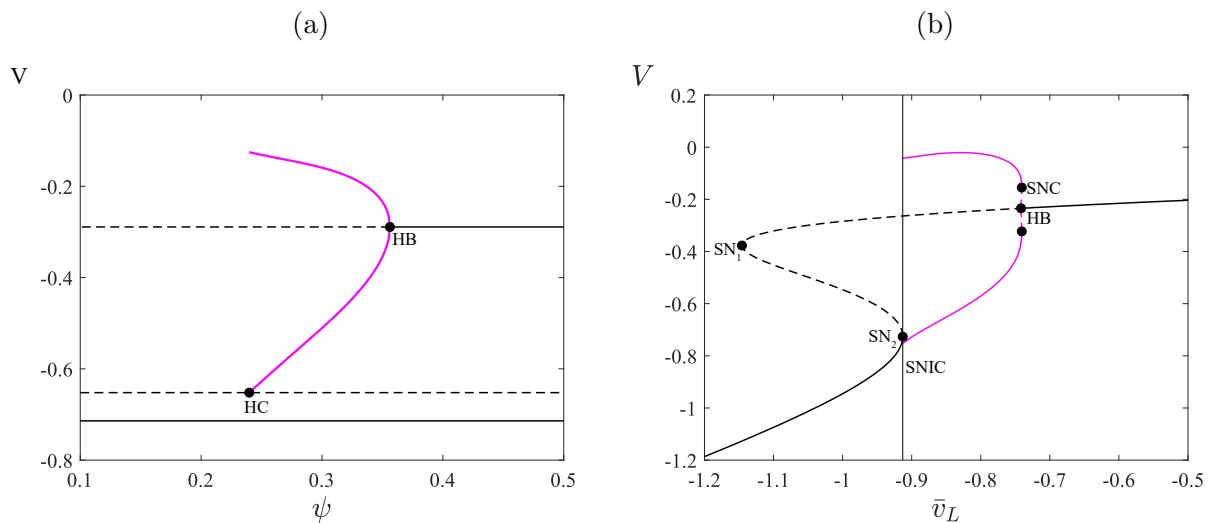 (a)
v
0
-0.2
-0.4
-0.6
-0.8
0.1 0.2 0.3 0.4 0.5
ψ
HB
HC
(b)
V
0.2
0
-0.2
-0.4
-0.6
-0.8
-1
-1.2
-1.2 -1.1 -1 -0.9 -0.8 -0.7 -0.6 -0.5
v̄_L
SNC
HB
SN₁
SN₂
SNIC